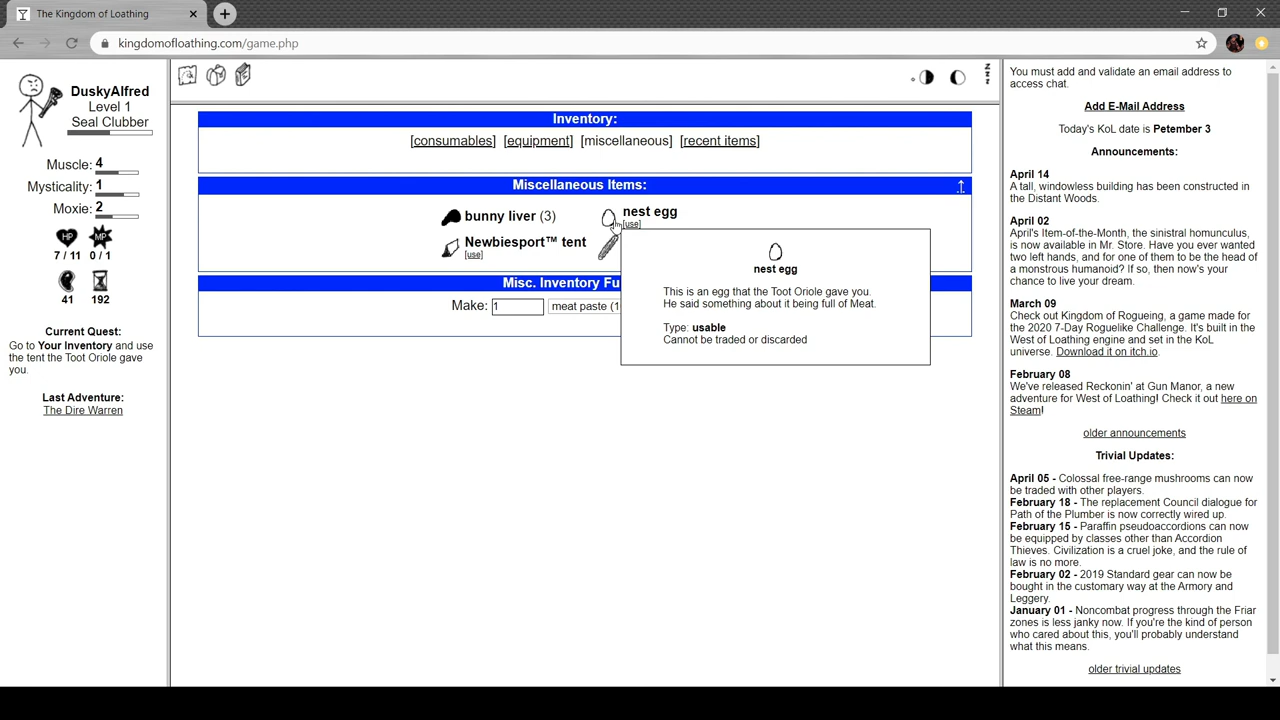 The Kingdom of Loathing
kingdomofloathing.com/game.php
DuskyAlfred
Level 1
Seal Clubber
Muscle: 4
Mysticality: 1
Moxie: 2
HP MP
7 / 11 0 / 1
41 192
Current Quest:
Go to Your Inventory and use
the tent the Toot Oriole gave
you.
Last Adventure:
The Dire Warren
z z z
Inventory:
[consumables] [equipment] [miscellaneous] [recent items]
Miscellaneous Items:
bunny liver (3)
nest egg
[use]
Newbiesport™ tent
[use]
nest egg
This is an egg that the Toot Oriole gave you.
He said something about it being full of Meat.
Type: usable
Cannot be traded or discarded
Misc. Inventory Fu
Make: 1 meat paste (1
You must add and validate an email address to
access chat.
Add E-Mail Address
Today's KoL date is Petember 3
Announcements:
April 14
A tall, windowless building has been constructed in
the Distant Woods.
April 02
April's Item-of-the-Month, the sinistral homunculus,
is now available in Mr. Store. Have you ever wanted
two left hands, and for one of them to be the head of
a monstrous humanoid? If so, then now's your
chance to live your dream.
March 09
Check out Kingdom of Rogueing, a game made for
the 2020 7-Day Roguelike Challenge. It's built in the
West of Loathing engine and set in the KoL
universe. Download it on itch.io.
February 08
We've released Reckonin' at Gun Manor, a new
adventure for West of Loathing! Check it out here on
Steam!
older announcements
Trivial Updates:
April 05 - Colossal free-range mushrooms can now
be traded with other players.
February 18 - The replacement Council dialogue for
Path of the Plumber is now correctly wired up.
February 15 - Paraffin pseudoaccordions can now
be equipped by classes other than Accordion
Thieves. Civilization is a cruel joke, and the rule of
law is no more.
February 02 - 2019 Standard gear can now be
bought in the customary way at the Armory and
Leggery.
January 01 - Noncombat progress through the Friar
zones is less janky now. If you're the kind of person
who cared about this, you'll probably understand
what this means.
older trivial updates